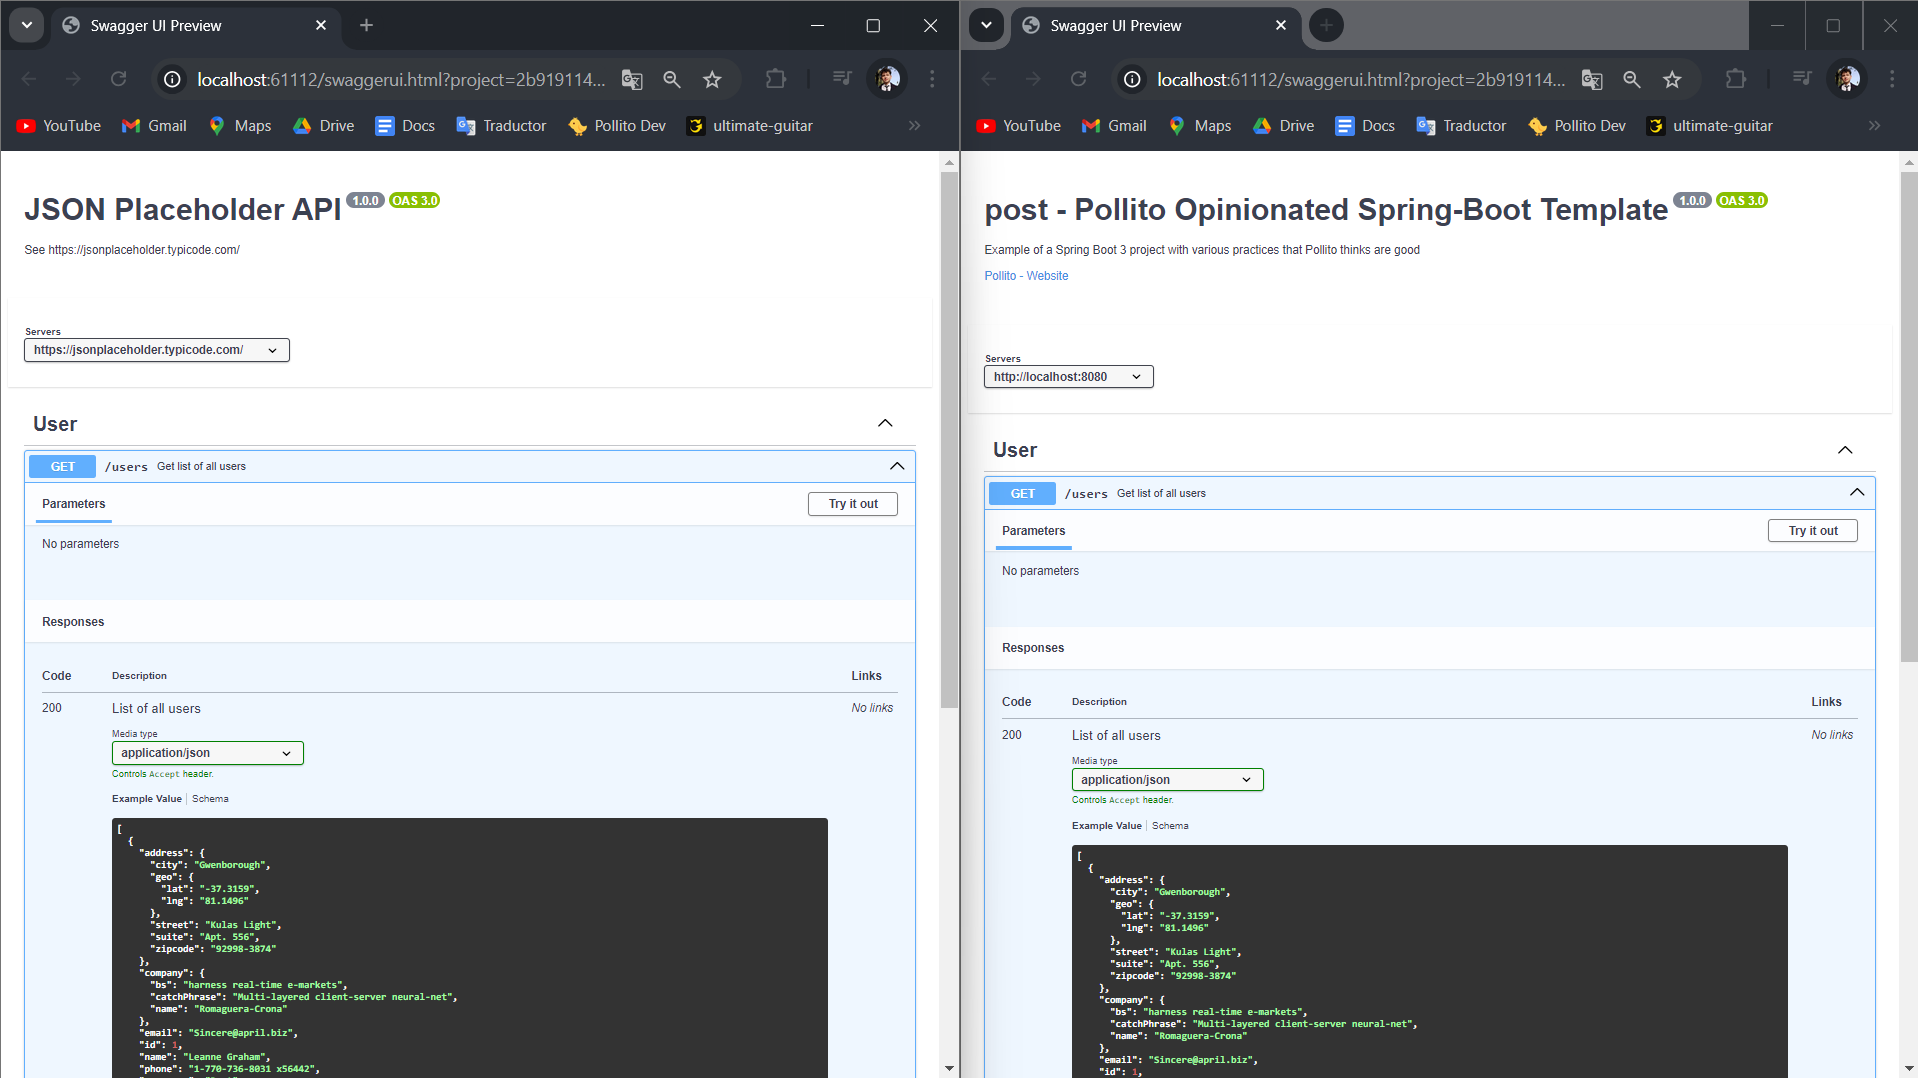 Swagger UI Preview
localhost:61112/swaggerui.html?project=2b919114...
YouTube Gmail Maps Drive Docs Traductor Pollito Dev ultimate-guitar
JSON Placeholder API 1.0.0 OAS 3.0
See https://jsonplaceholder.typicode.com/
Servers
https://jsonplaceholder.typicode.com/
User
GET /users Get list of all users
Parameters Try it out
No parameters
Responses
Code Description Links
200 List of all users No links
Media type
application/json
Controls Accept header.
Example Value Schema
[
{
"address": {
"city": "Gwenborough",
"geo": {
"lat": "-37.3159",
"lng": "81.1496"
},
"street": "Kulas Light",
"suite": "Apt. 556",
"zipcode": "92998-3874"
},
"company": {
"bs": "harness real-time e-markets",
"catchPhrase": "Multi-layered client-server neural-net",
"name": "Romaguera-Crona"
},
"email": "Sincere@april.biz",
"id": 1,
"name": "Leanne Graham",
"phone": "1-770-736-8031 x56442",
Swagger UI Preview
localhost:61112/swaggerui.html?project=2b919114...
YouTube Gmail Maps Drive Docs Traductor Pollito Dev ultimate-guitar
post - Pollito Opinionated Spring-Boot Template 1.0.0 OAS 3.0
Example of a Spring Boot 3 project with various practices that Pollito thinks are good
Pollito - Website
Servers
http://localhost:8080
User
GET /users Get list of all users
Parameters Try it out
No parameters
Responses
Code Description Links
200 List of all users No links
Media type
application/json
Controls Accept header.
Example Value Schema
[
{
"address": {
"city": "Gwenborough",
"geo": {
"lat": "-37.3159",
"lng": "81.1496"
},
"street": "Kulas Light",
"suite": "Apt. 556",
"zipcode": "92998-3874"
},
"company": {
"bs": "harness real-time e-markets",
"catchPhrase": "Multi-layered client-server neural-net",
"name": "Romaguera-Crona"
},
"email": "Sincere@april.biz",
"id": 1,